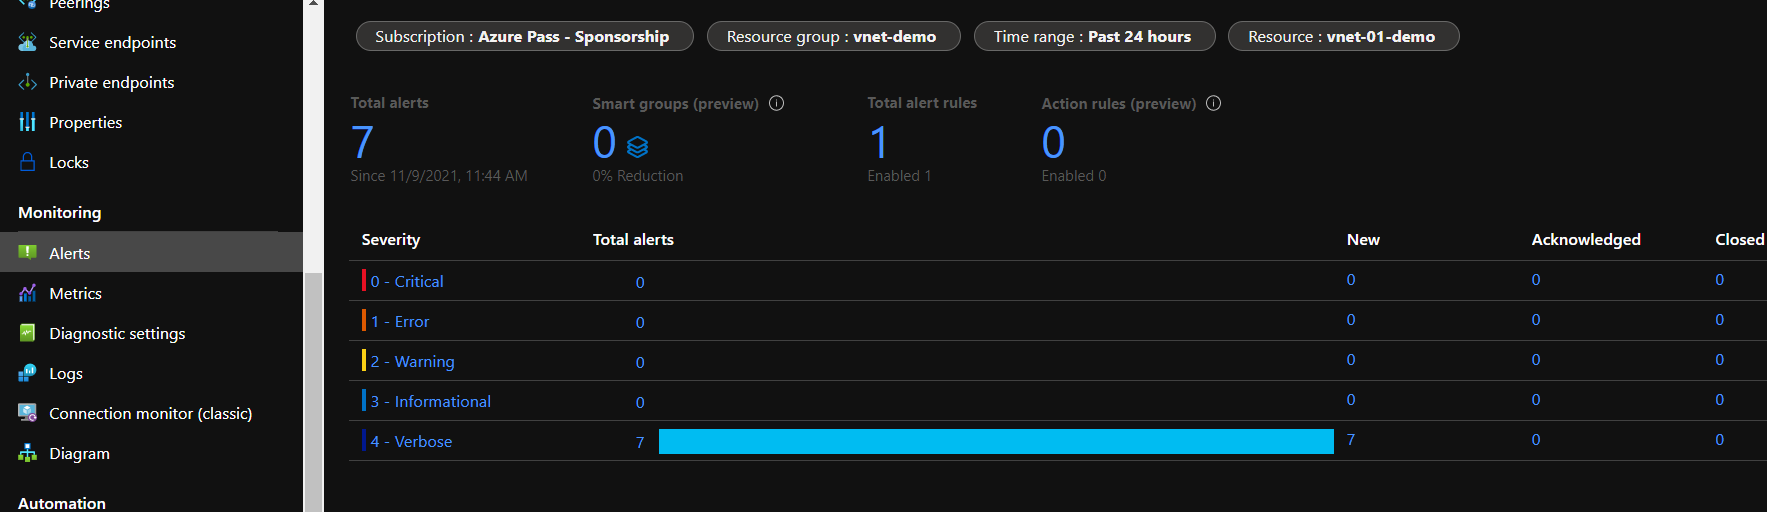 Peerings
Service endpoints
Private endpoints
Properties
Locks
Monitoring
Alerts
Metrics
Diagnostic settings
Logs
Connection monitor (classic)
Diagram
Automation
Subscription : Azure Pass - Sponsorship
Resource group : vnet-demo
Time range : Past 24 hours
Resource : vnet-01-demo
Total alerts
7
Since 11/9/2021, 11:44 AM
Smart groups (preview)
0
0% Reduction
Total alert rules
1
Enabled 1
Action rules (preview)
0
Enabled 0
Severity Total alerts New Acknowledged Closed
0 - Critical 0 0 0 0
1 - Error 0 0 0 0
2 - Warning 0 0 0 0
3 - Informational 0 0 0 0
4 - Verbose 7 7 0 0